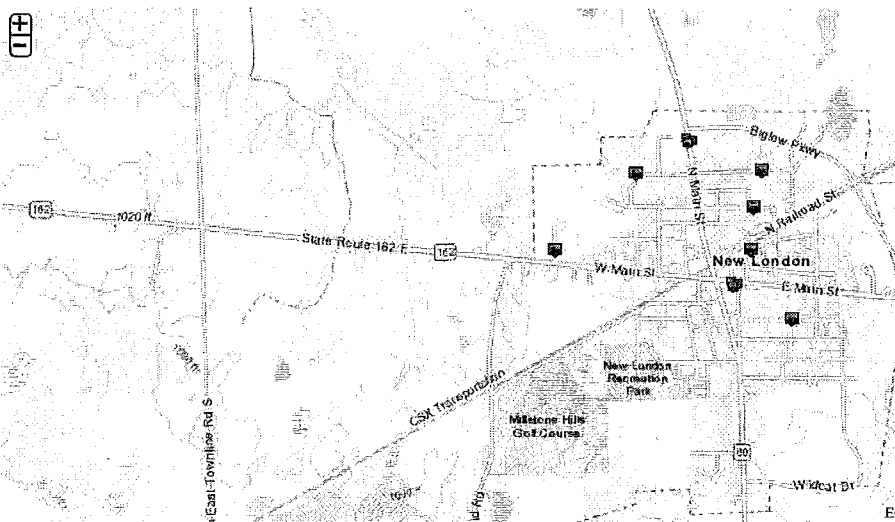 +
−
Biglow Pkwy
N Main St
N Railroad St
162
1020 ft
State Route 162 E
162
W Main St
New London
E Main St
CSX Transportation
New London
Recreation
Park
Millstone Hills
Golf Course
East Townline Rd S
60
Wildcat Dr
Rd